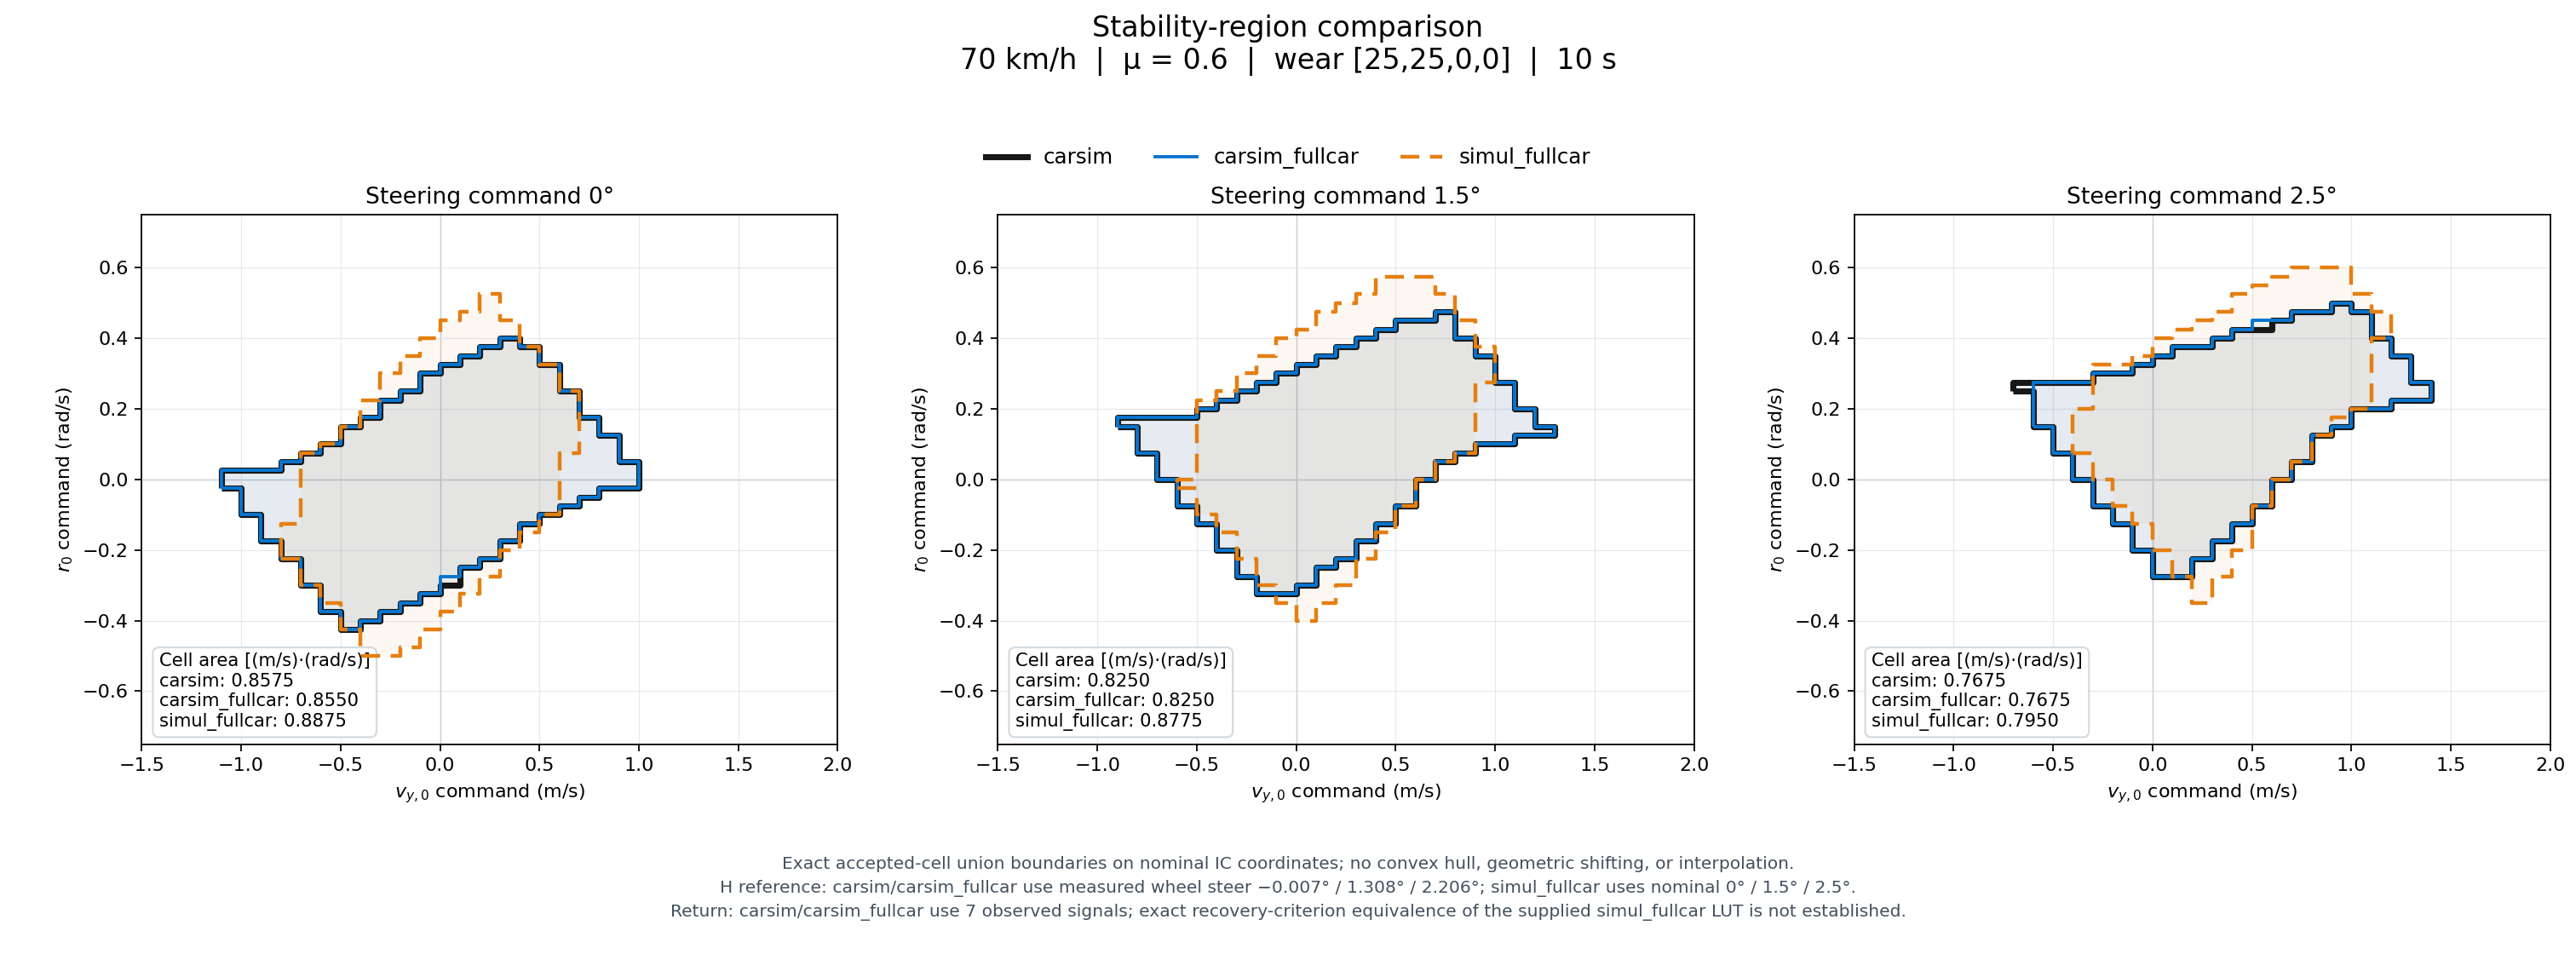 Stability-region comparison
70 km/h | μ = 0.6 | wear [25,25,0,0] | 10 s
carsim carsim_fullcar simul_fullcar
Steering command 0°
0.6
0.4
0.2
0.0
−0.2
−0.4
−0.6
r0 command (rad/s)
Cell area [(m/s)·(rad/s)]
carsim: 0.8575
carsim_fullcar: 0.8550
simul_fullcar: 0.8875
−1.5 −1.0 −0.5 0.0 0.5 1.0 1.5 2.0
vy,0 command (m/s)
Steering command 1.5°
0.6
0.4
0.2
0.0
−0.2
−0.4
−0.6
r0 command (rad/s)
Cell area [(m/s)·(rad/s)]
carsim: 0.8250
carsim_fullcar: 0.8250
simul_fullcar: 0.8775
−1.5 −1.0 −0.5 0.0 0.5 1.0 1.5 2.0
vy,0 command (m/s)
Steering command 2.5°
0.6
0.4
0.2
0.0
−0.2
−0.4
−0.6
r0 command (rad/s)
Cell area [(m/s)·(rad/s)]
carsim: 0.7675
carsim_fullcar: 0.7675
simul_fullcar: 0.7950
−1.5 −1.0 −0.5 0.0 0.5 1.0 1.5 2.0
vy,0 command (m/s)
Exact accepted-cell union boundaries on nominal IC coordinates; no convex hull, geometric shifting, or interpolation.
H reference: carsim/carsim_fullcar use measured wheel steer −0.007° / 1.308° / 2.206°; simul_fullcar uses nominal 0° / 1.5° / 2.5°.
Return: carsim/carsim_fullcar use 7 observed signals; exact recovery-criterion equivalence of the supplied simul_fullcar LUT is not established.